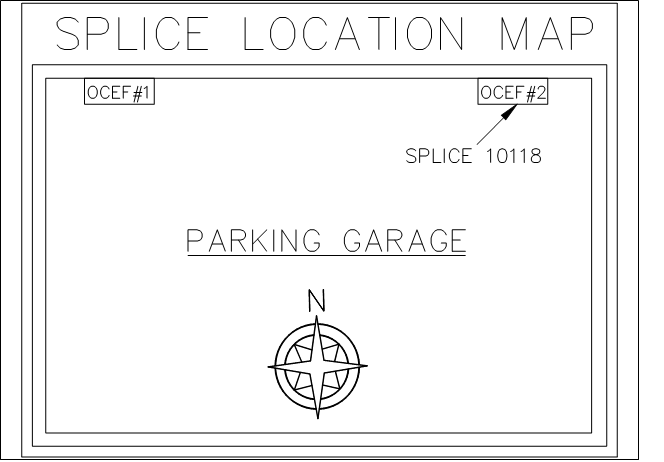 SPLICE LOCATION MAP
OCEF#1
OCEF#2
SPLICE 10118
PARKING GARAGE
N